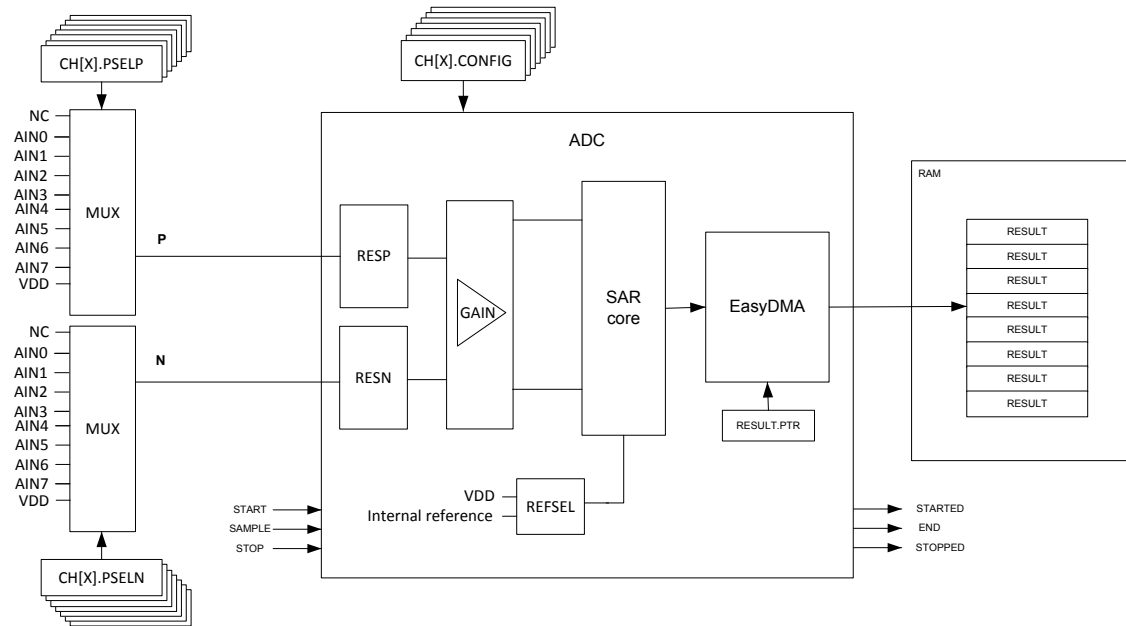 CH[X].PSELP
CH[X].CONFIG
NC
AIN0
AIN1
AIN2
AIN3
AIN4
AIN5
AIN6
AIN7
VDD
MUX
P
ADC
RESP
GAIN
SAR
core
EasyDMA
RAM
RESULT
RESULT
RESULT
RESULT
RESULT
RESULT
RESULT
RESULT
NC
AIN0
AIN1
AIN2
AIN3
AIN4
AIN5
AIN6
AIN7
VDD
MUX
N
RESN
RESULT.PTR
VDD
Internal reference
REFSEL
START
SAMPLE
STOP
STARTED
END
STOPPED
CH[X].PSELN